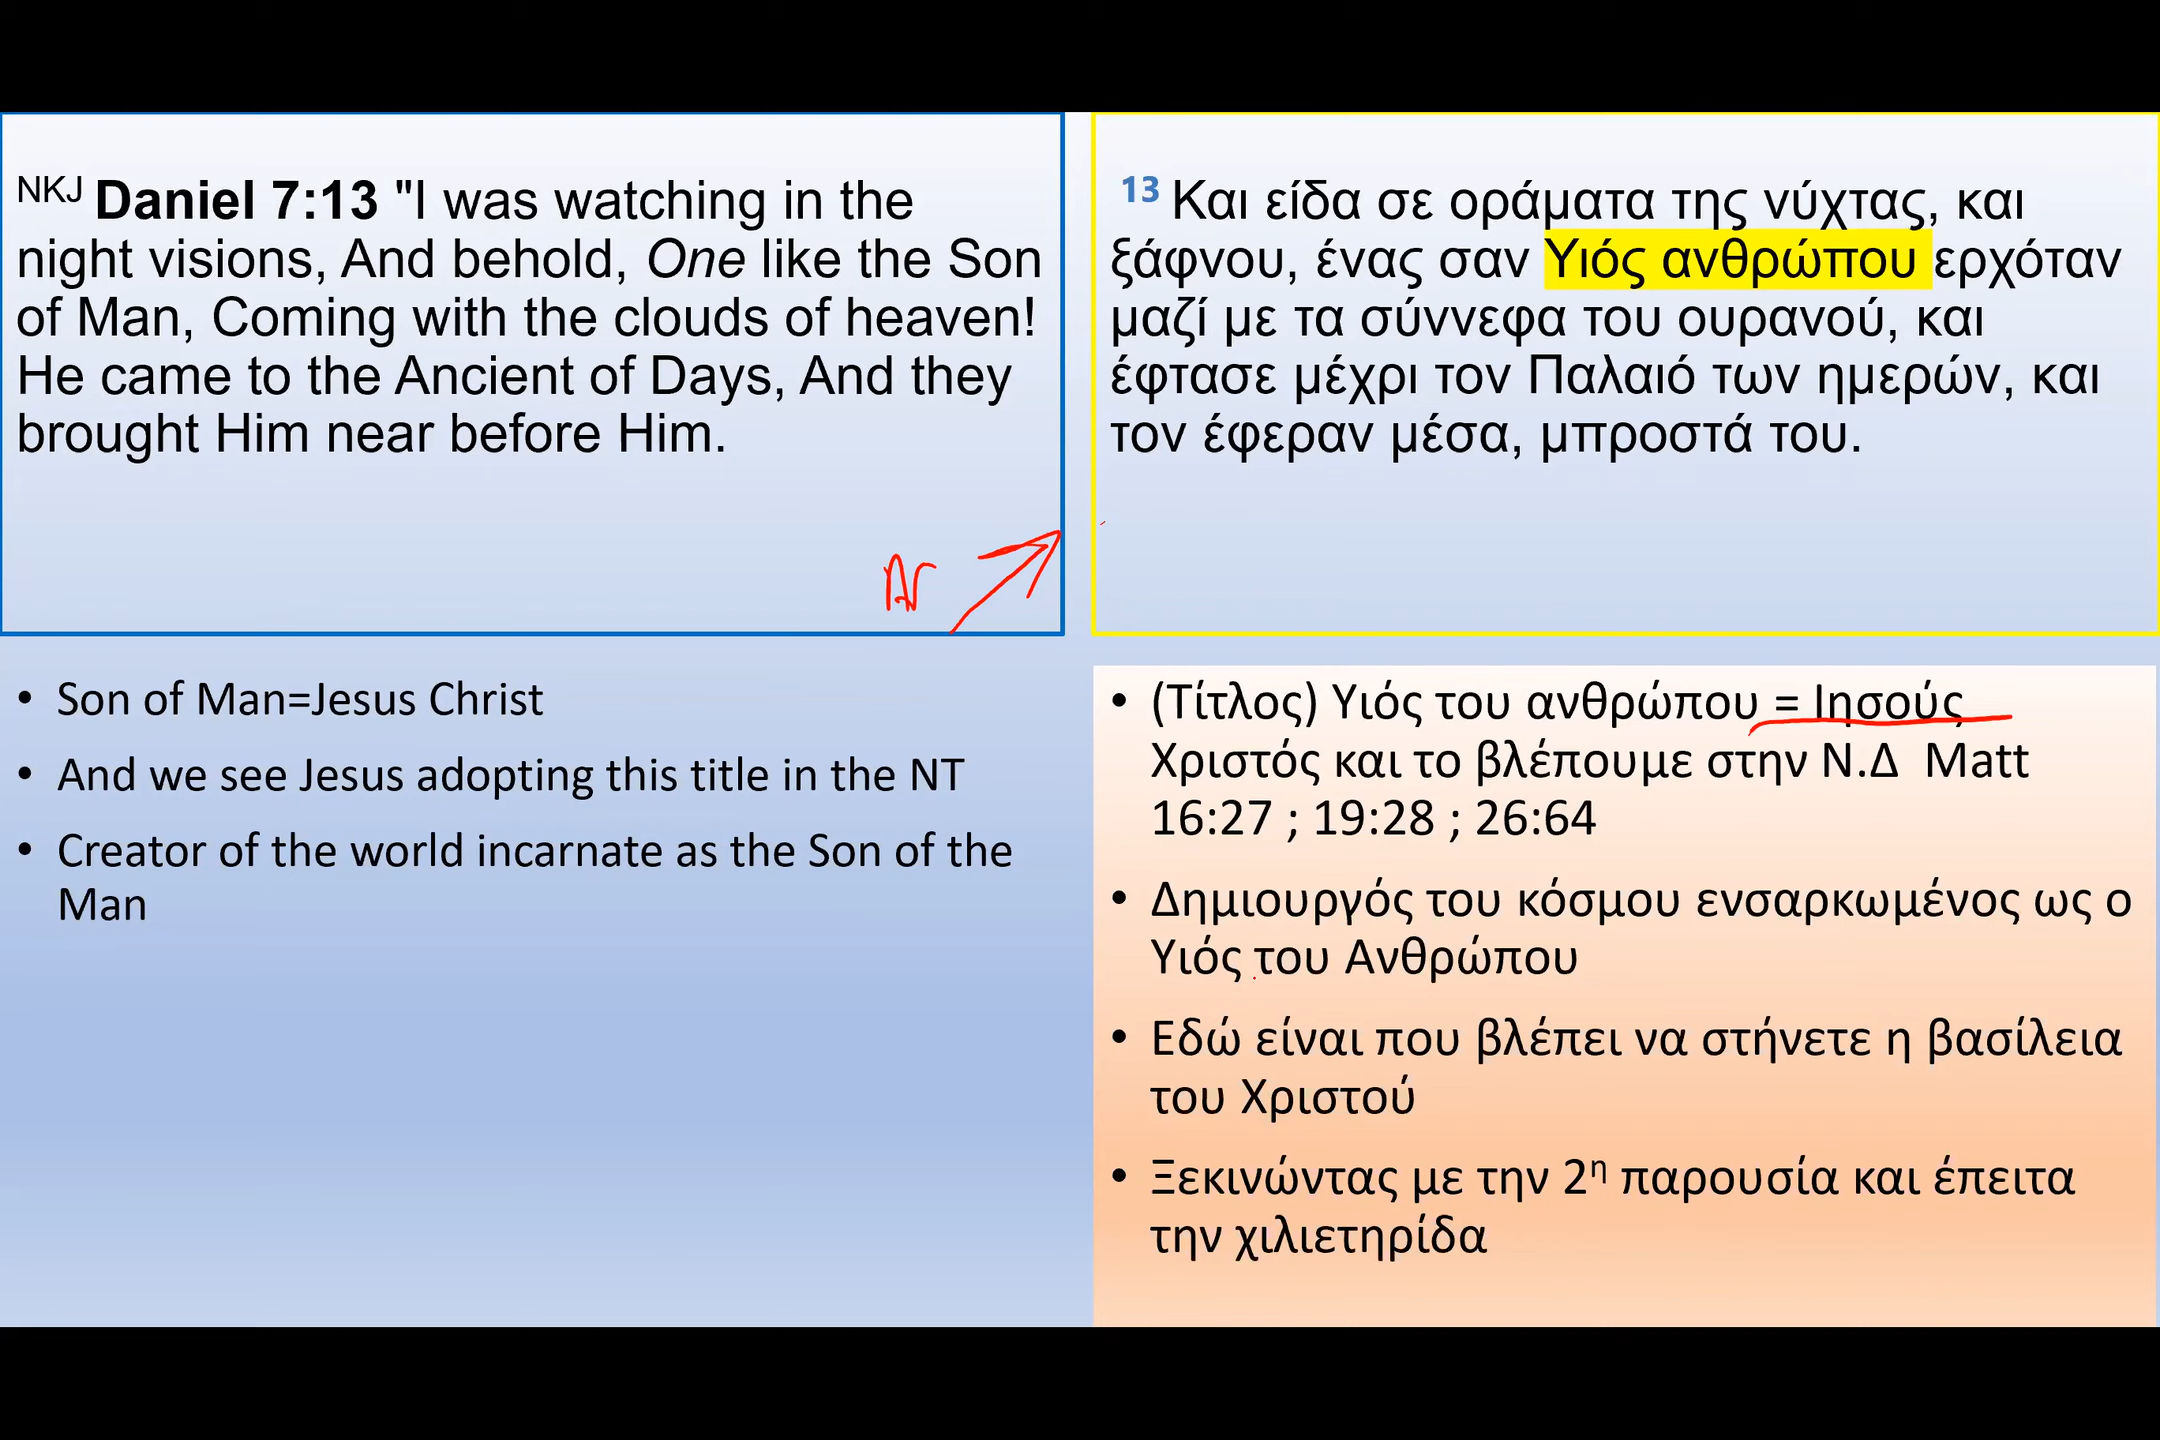 NKJ Daniel 7:13 "I was watching in the
night visions, And behold, One like the Son
of Man, Coming with the clouds of heaven!
He came to the Ancient of Days, And they
brought Him near before Him.
13 Και είδα σε οράματα της νύχτας, και
ξάφνου, ένας σαν Υιός ανθρώπου ερχόταν
μαζί με τα σύννεφα του ουρανού, και
έφτασε μέχρι τον Παλαιό των ημερών, και
τον έφεραν μέσα, μπροστά του.
• Son of Man=Jesus Christ
• And we see Jesus adopting this title in the NT
• Creator of the world incarnate as the Son of the
Man
• (Τίτλος) Υιός του ανθρώπου = Ιησούς
Χριστός και το βλέπουμε στην Ν.Δ Matt
16:27 ; 19:28 ; 26:64
• Δημιουργός του κόσμου ενσαρκωμένος ως ο
Υιός του Ανθρώπου
• Εδώ είναι που βλέπει να στήνετε η βασίλεια
του Χριστού
• Ξεκινώντας με την 2η παρουσία και έπειτα
την χιλιετηρίδα